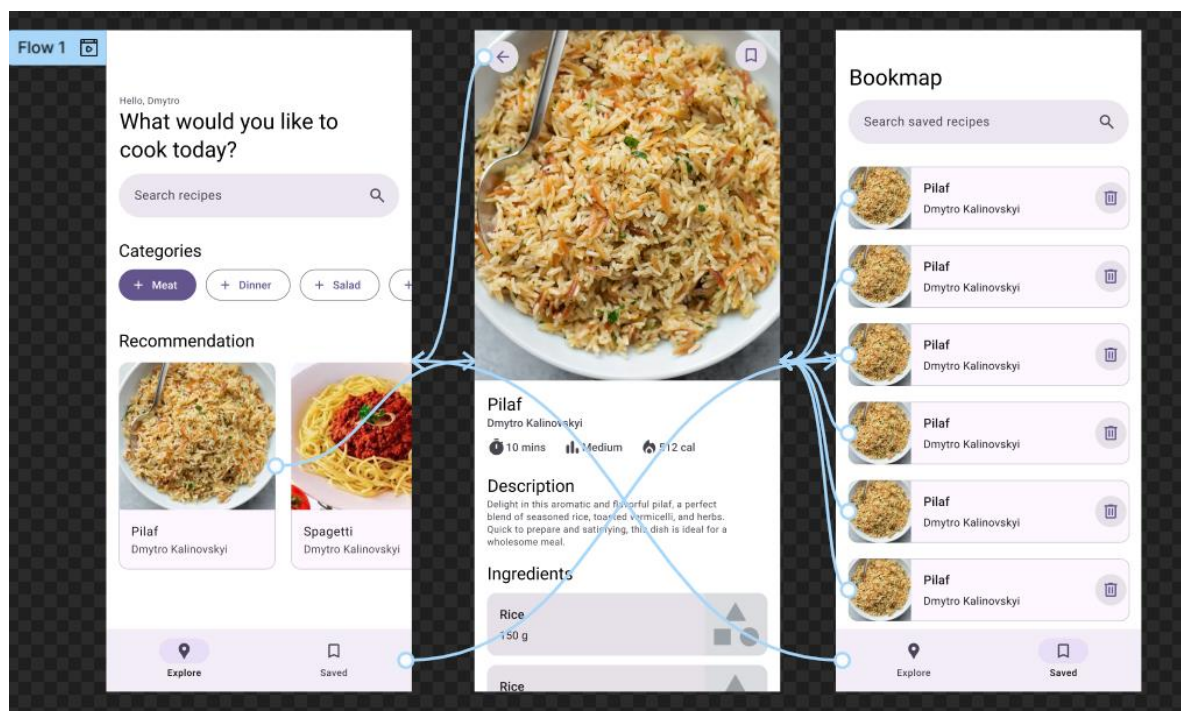 Flow 1
Hello, Dmytro
What would you like to
cook today?
Search recipes
Categories
+ Meat
+ Dinner
+ Salad
+
Recommendation
Pilaf
Dmytro Kalinovskyi
Spagetti
Dmytro Kalinovskyi
Explore
Saved
Pilaf
Dmytro Kalinovskyi
10 mins
Medium
512 cal
Description
Delight in this aromatic and flavorful pilaf, a perfect
blend of seasoned rice, toasted vermicelli, and herbs.
Quick to prepare and satisfying, this dish is ideal for a
wholesome meal.
Ingredients
Rice
150 g
Rice
Bookmap
Search saved recipes
Pilaf
Dmytro Kalinovskyi
Pilaf
Dmytro Kalinovskyi
Pilaf
Dmytro Kalinovskyi
Pilaf
Dmytro Kalinovskyi
Pilaf
Dmytro Kalinovskyi
Pilaf
Dmytro Kalinovskyi
Explore
Saved